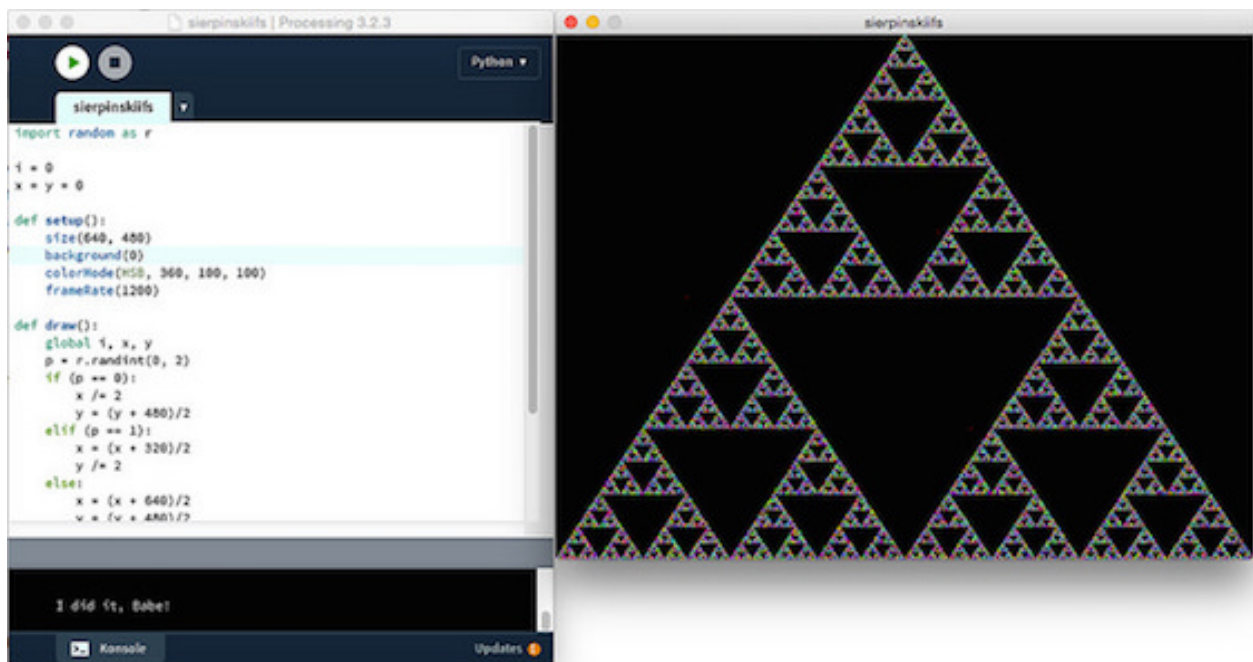 sierpinskiifs | Processing 3.2.3
Python
sierpinskiifs
import random as r
i = 0
x = y = 0
def setup():
size(640, 480)
background(0)
colorMode(HSB, 360, 100, 100)
frameRate(1200)
def draw():
global i, x, y
p = r.randint(0, 2)
if (p == 0):
x /= 2
y = (y + 480)/2
elif (p == 1):
x = (x + 320)/2
y /= 2
else:
x = (x + 640)/2
y = (y + 480)/2
I did it, Babe!
Konsole
Updates
sierpinskiifs